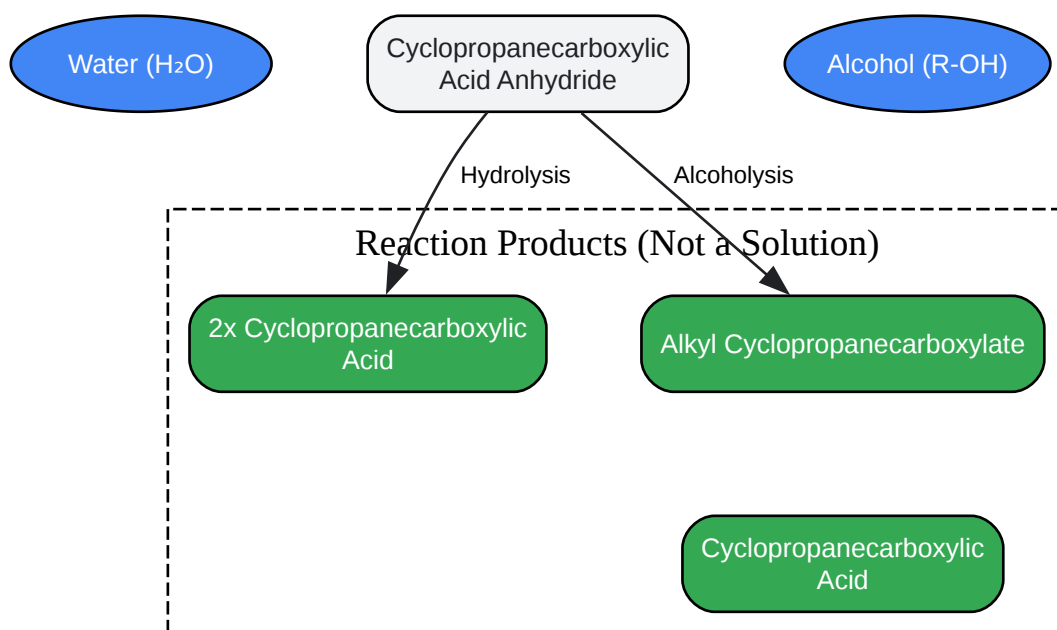 Water (H₂O)
Cyclopropanecarboxylic
Acid Anhydride
Alcohol (R-OH)
Hydrolysis
Alcoholysis
Reaction Products (Not a Solution)
2x Cyclopropanecarboxylic
Acid
Alkyl Cyclopropanecarboxylate
Cyclopropanecarboxylic
Acid